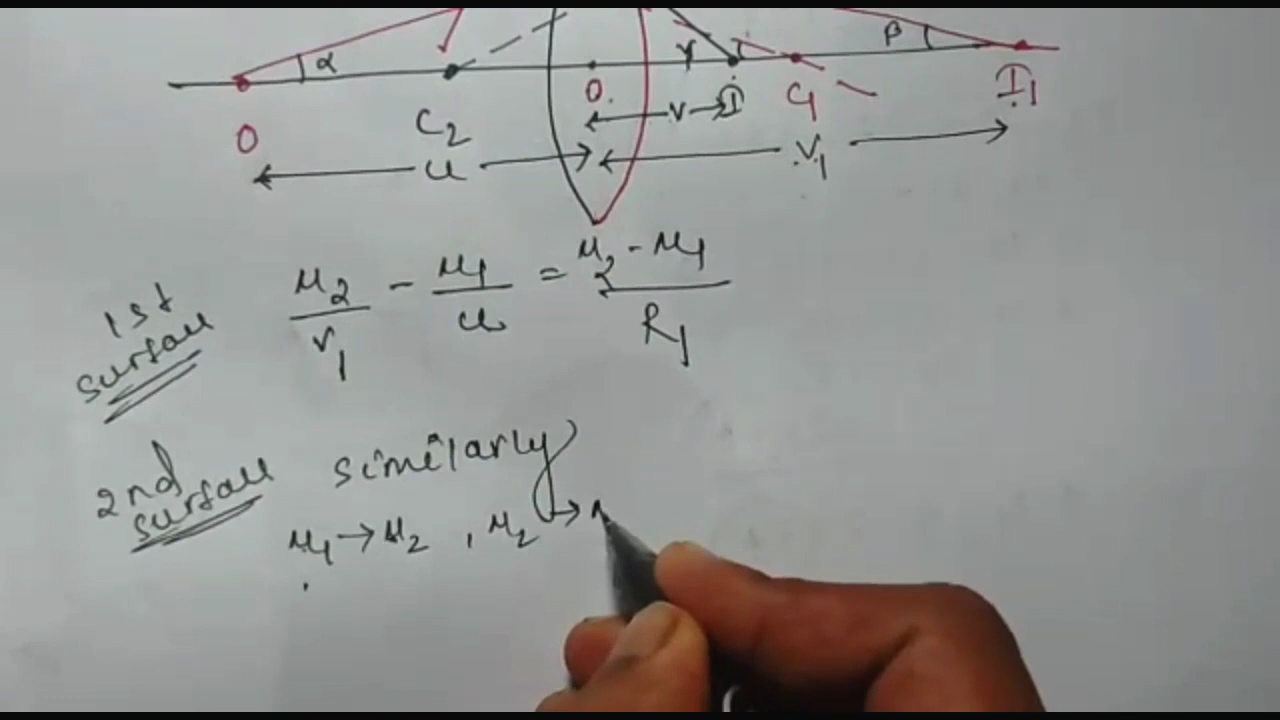 α γ β
O C2 O. I C1 I1
u v v1
1st surface μ2/v1 - μ1/u = μ2 - μ1/R1
2nd surface similarly
μ1 → μ2 , μ2 →